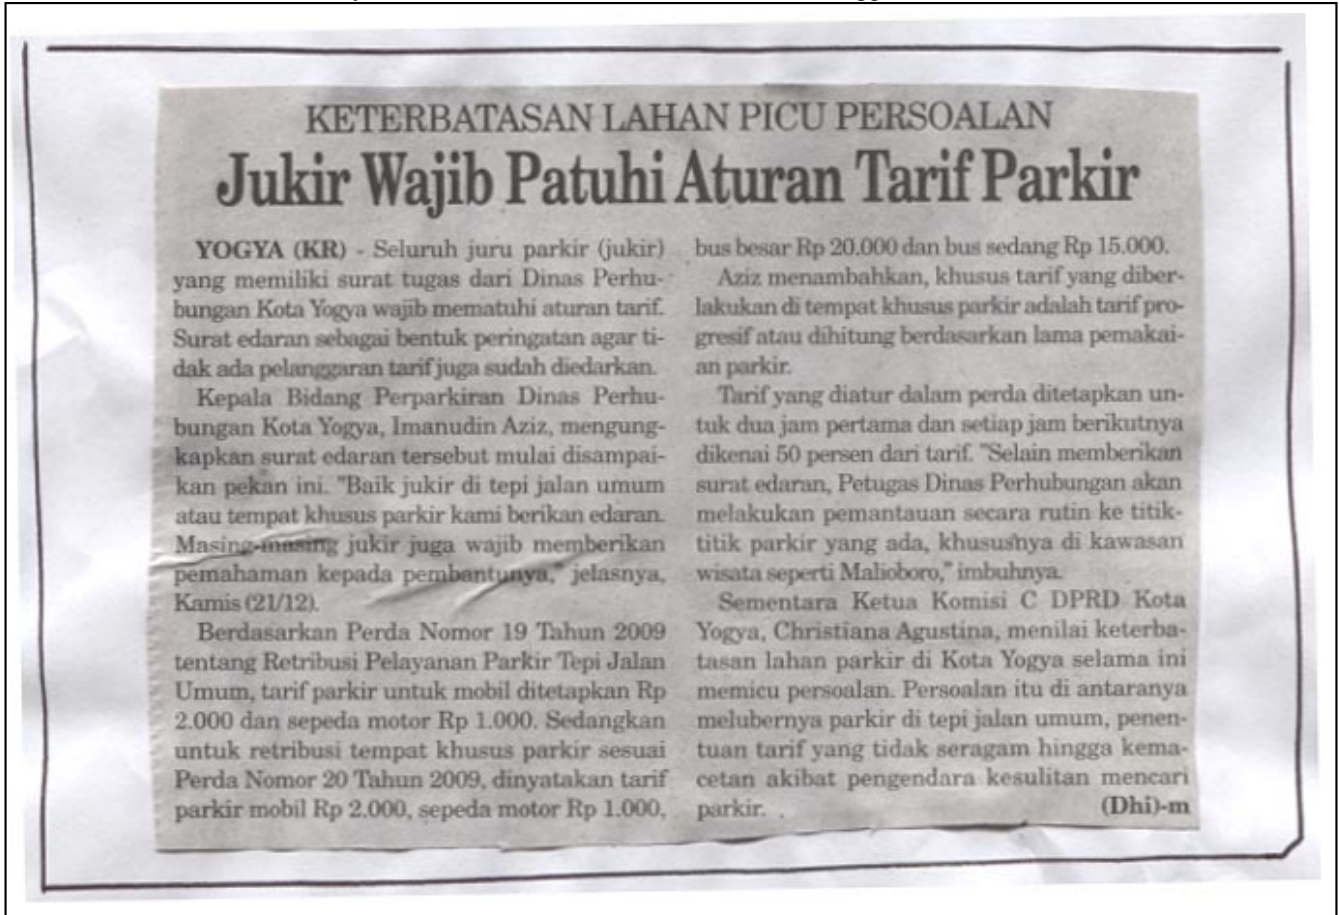 KETERBATASAN LAHAN PICU PERSOALAN
Jukir Wajib Patuhi Aturan Tarif Parkir
YOGYA (KR) - Seluruh juru parkir (jukir)
yang memiliki surat tugas dari Dinas Perhu-
bungan Kota Yogya wajib mematuhi aturan tarif.
Surat edaran sebagai bentuk peringatan agar ti-
dak ada pelanggaran tarif juga sudah diedarkan.
Kepala Bidang Perparkiran Dinas Perhu-
bungan Kota Yogya, Imanudin Aziz, mengung-
kapkan surat edaran tersebut mulai disampai-
kan pekan ini. "Baik jukir di tepi jalan umum
atau tempat khusus parkir kami berikan edaran.
Masing-masing jukir juga wajib memberikan
pemahaman kepada pembantunya," jelasnya,
Kamis (21/12).
Berdasarkan Perda Nomor 19 Tahun 2009
tentang Retribusi Pelayanan Parkir Tepi Jalan
Umum, tarif parkir untuk mobil ditetapkan Rp
2.000 dan sepeda motor Rp 1.000. Sedangkan
untuk retribusi tempat khusus parkir sesuai
Perda Nomor 20 Tahun 2009, dinyatakan tarif
parkir mobil Rp 2.000, sepeda motor Rp 1.000,
bus besar Rp 20.000 dan bus sedang Rp 15.000.
Aziz menambahkan, khusus tarif yang diber-
lakukan di tempat khusus parkir adalah tarif pro-
gresif atau dihitung berdasarkan lama pemakai-
an parkir.
Tarif yang diatur dalam perda ditetapkan un-
tuk dua jam pertama dan setiap jam berikutnya
dikenai 50 persen dari tarif. "Selain memberikan
surat edaran, Petugas Dinas Perhubungan akan
melakukan pemantauan secara rutin ke titik-
titik parkir yang ada, khususnya di kawasan
wisata seperti Malioboro," imbuhnya.
Sementara Ketua Komisi C DPRD Kota
Yogya, Christiana Agustina, menilai keterba-
tasan lahan parkir di Kota Yogya selama ini
memicu persoalan. Persoalan itu di antaranya
melubernya parkir di tepi jalan umum, penen-
tuan tarif yang tidak seragam hingga kema-
cetan akibat pengendara kesulitan mencari
parkir. (Dhi)-m